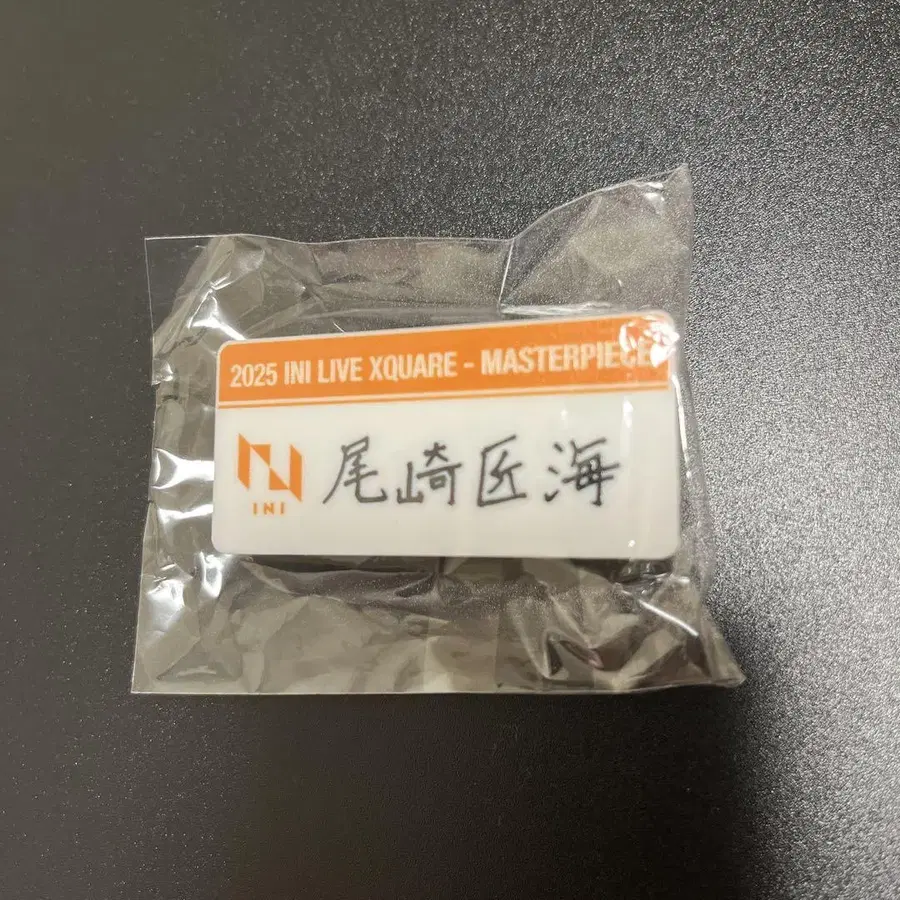 2025 INI LIVE XQUARE - MASTERPIECE
INI
尾崎匠海